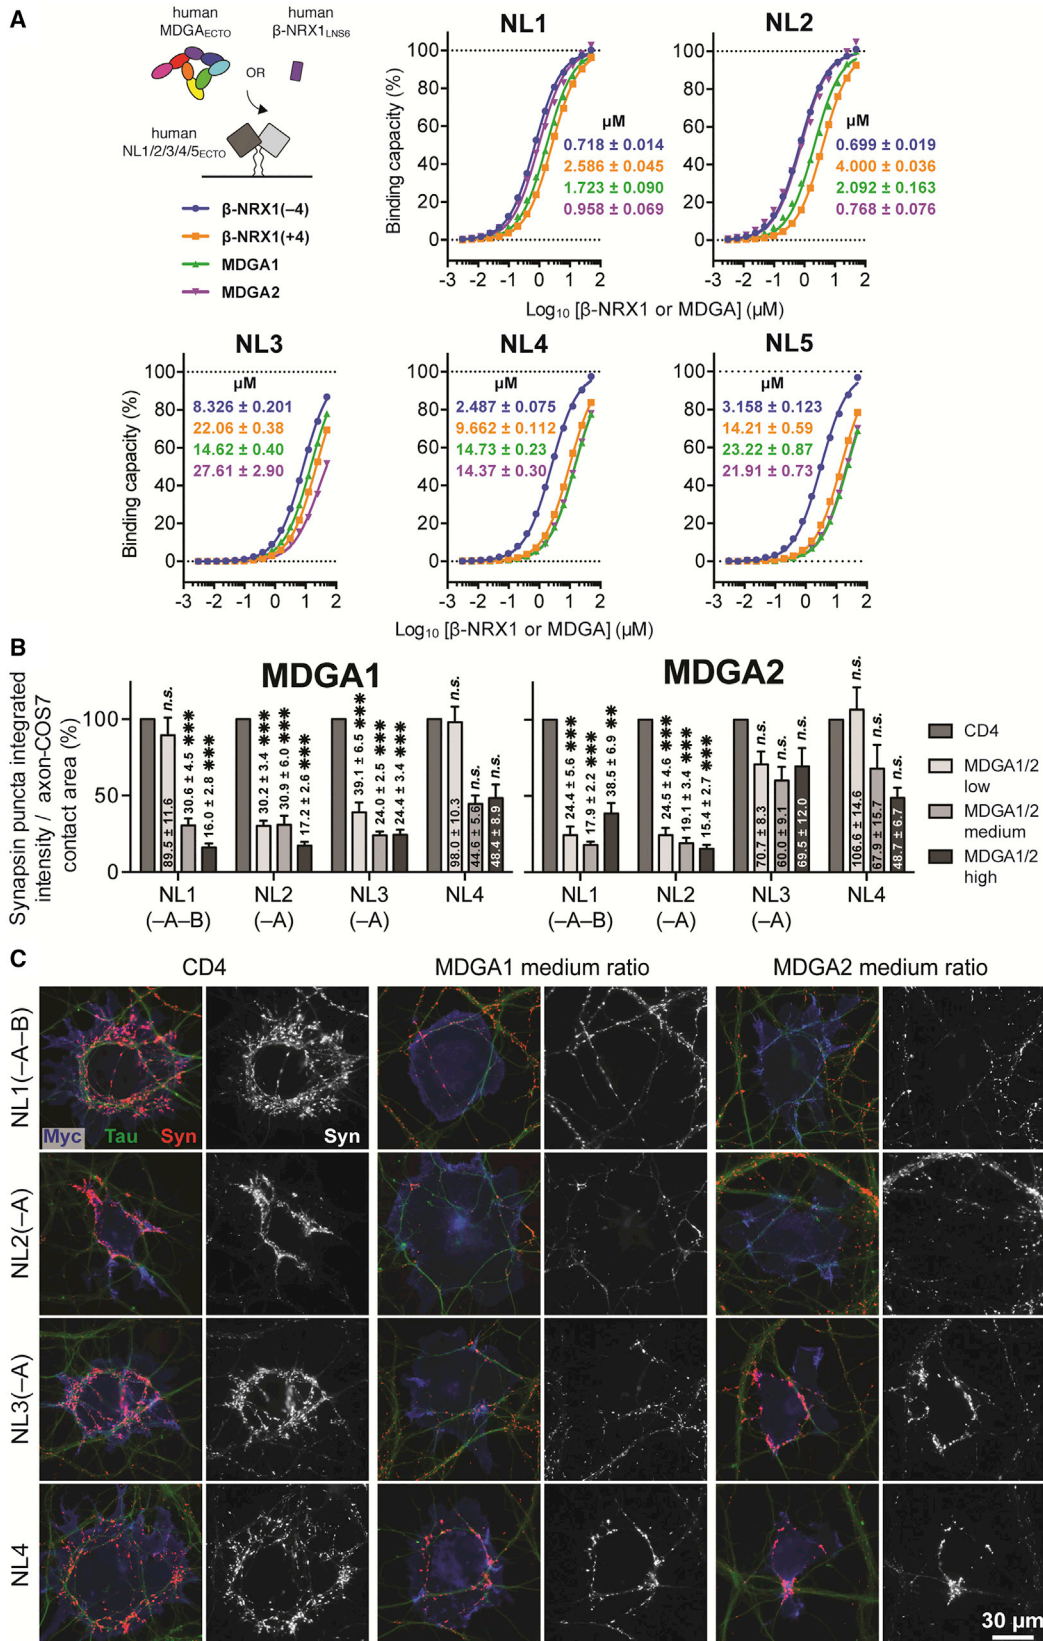 A
human
MDGAECTO
human
β-NRX1LNS6
OR
human
NL1/2/3/4/5ECTO
β-NRX1(–4)
β-NRX1(+4)
MDGA1
MDGA2
NL1
Binding capacity (%)
100
80
60
40
20
0
µM
0.718 ± 0.014
2.586 ± 0.045
1.723 ± 0.090
0.958 ± 0.069
-3 -2 -1 0 1 2
NL2
100
80
60
40
20
0
µM
0.699 ± 0.019
4.000 ± 0.036
2.092 ± 0.163
0.768 ± 0.076
-3 -2 -1 0 1 2
Log10 [β-NRX1 or MDGA] (µM)
NL3
Binding capacity (%)
100
80
60
40
20
0
µM
8.326 ± 0.201
22.06 ± 0.38
14.62 ± 0.40
27.61 ± 2.90
-3 -2 -1 0 1 2
NL4
100
80
60
40
20
0
µM
2.487 ± 0.075
9.662 ± 0.112
14.73 ± 0.23
14.37 ± 0.30
-3 -2 -1 0 1 2
NL5
100
80
60
40
20
0
µM
3.158 ± 0.123
14.21 ± 0.59
23.22 ± 0.87
21.91 ± 0.73
-3 -2 -1 0 1 2
Log10 [β-NRX1 or MDGA] (µM)
B
Synapsin puncta integrated
intensity / axon-COS7
contact area (%)
100
50
0
MDGA1
89.5 ± 11.6 n.s.
30.6 ± 4.5 ***
16.0 ± 2.8 ***
30.2 ± 3.4 ***
30.9 ± 6.0 ***
17.2 ± 2.6 ***
39.1 ± 6.5 ***
24.0 ± 2.5 ***
24.4 ± 3.4 ***
98.0 ± 10.3 n.s.
44.6 ± 5.6 n.s.
48.4 ± 8.9 n.s.
NL1 NL2 NL3 NL4
(–A–B) (–A) (–A)
MDGA2
24.4 ± 5.6 ***
17.9 ± 2.2 ***
38.5 ± 6.9 **
24.5 ± 4.6 ***
19.1 ± 3.4 ***
15.4 ± 2.7 ***
70.7 ± 8.3 n.s.
60.0 ± 9.1 n.s.
69.5 ± 12.0 n.s.
106.6 ± 14.6 n.s.
67.9 ± 15.7 n.s.
48.7 ± 6.7 n.s.
NL1 NL2 NL3 NL4
(–A–B) (–A) (–A)
CD4
MDGA1/2
low
MDGA1/2
medium
MDGA1/2
high
C
CD4 MDGA1 medium ratio MDGA2 medium ratio
NL1(–A–B)
Myc Tau Syn
Syn
NL2(–A)
NL3(–A)
NL4
30 µm